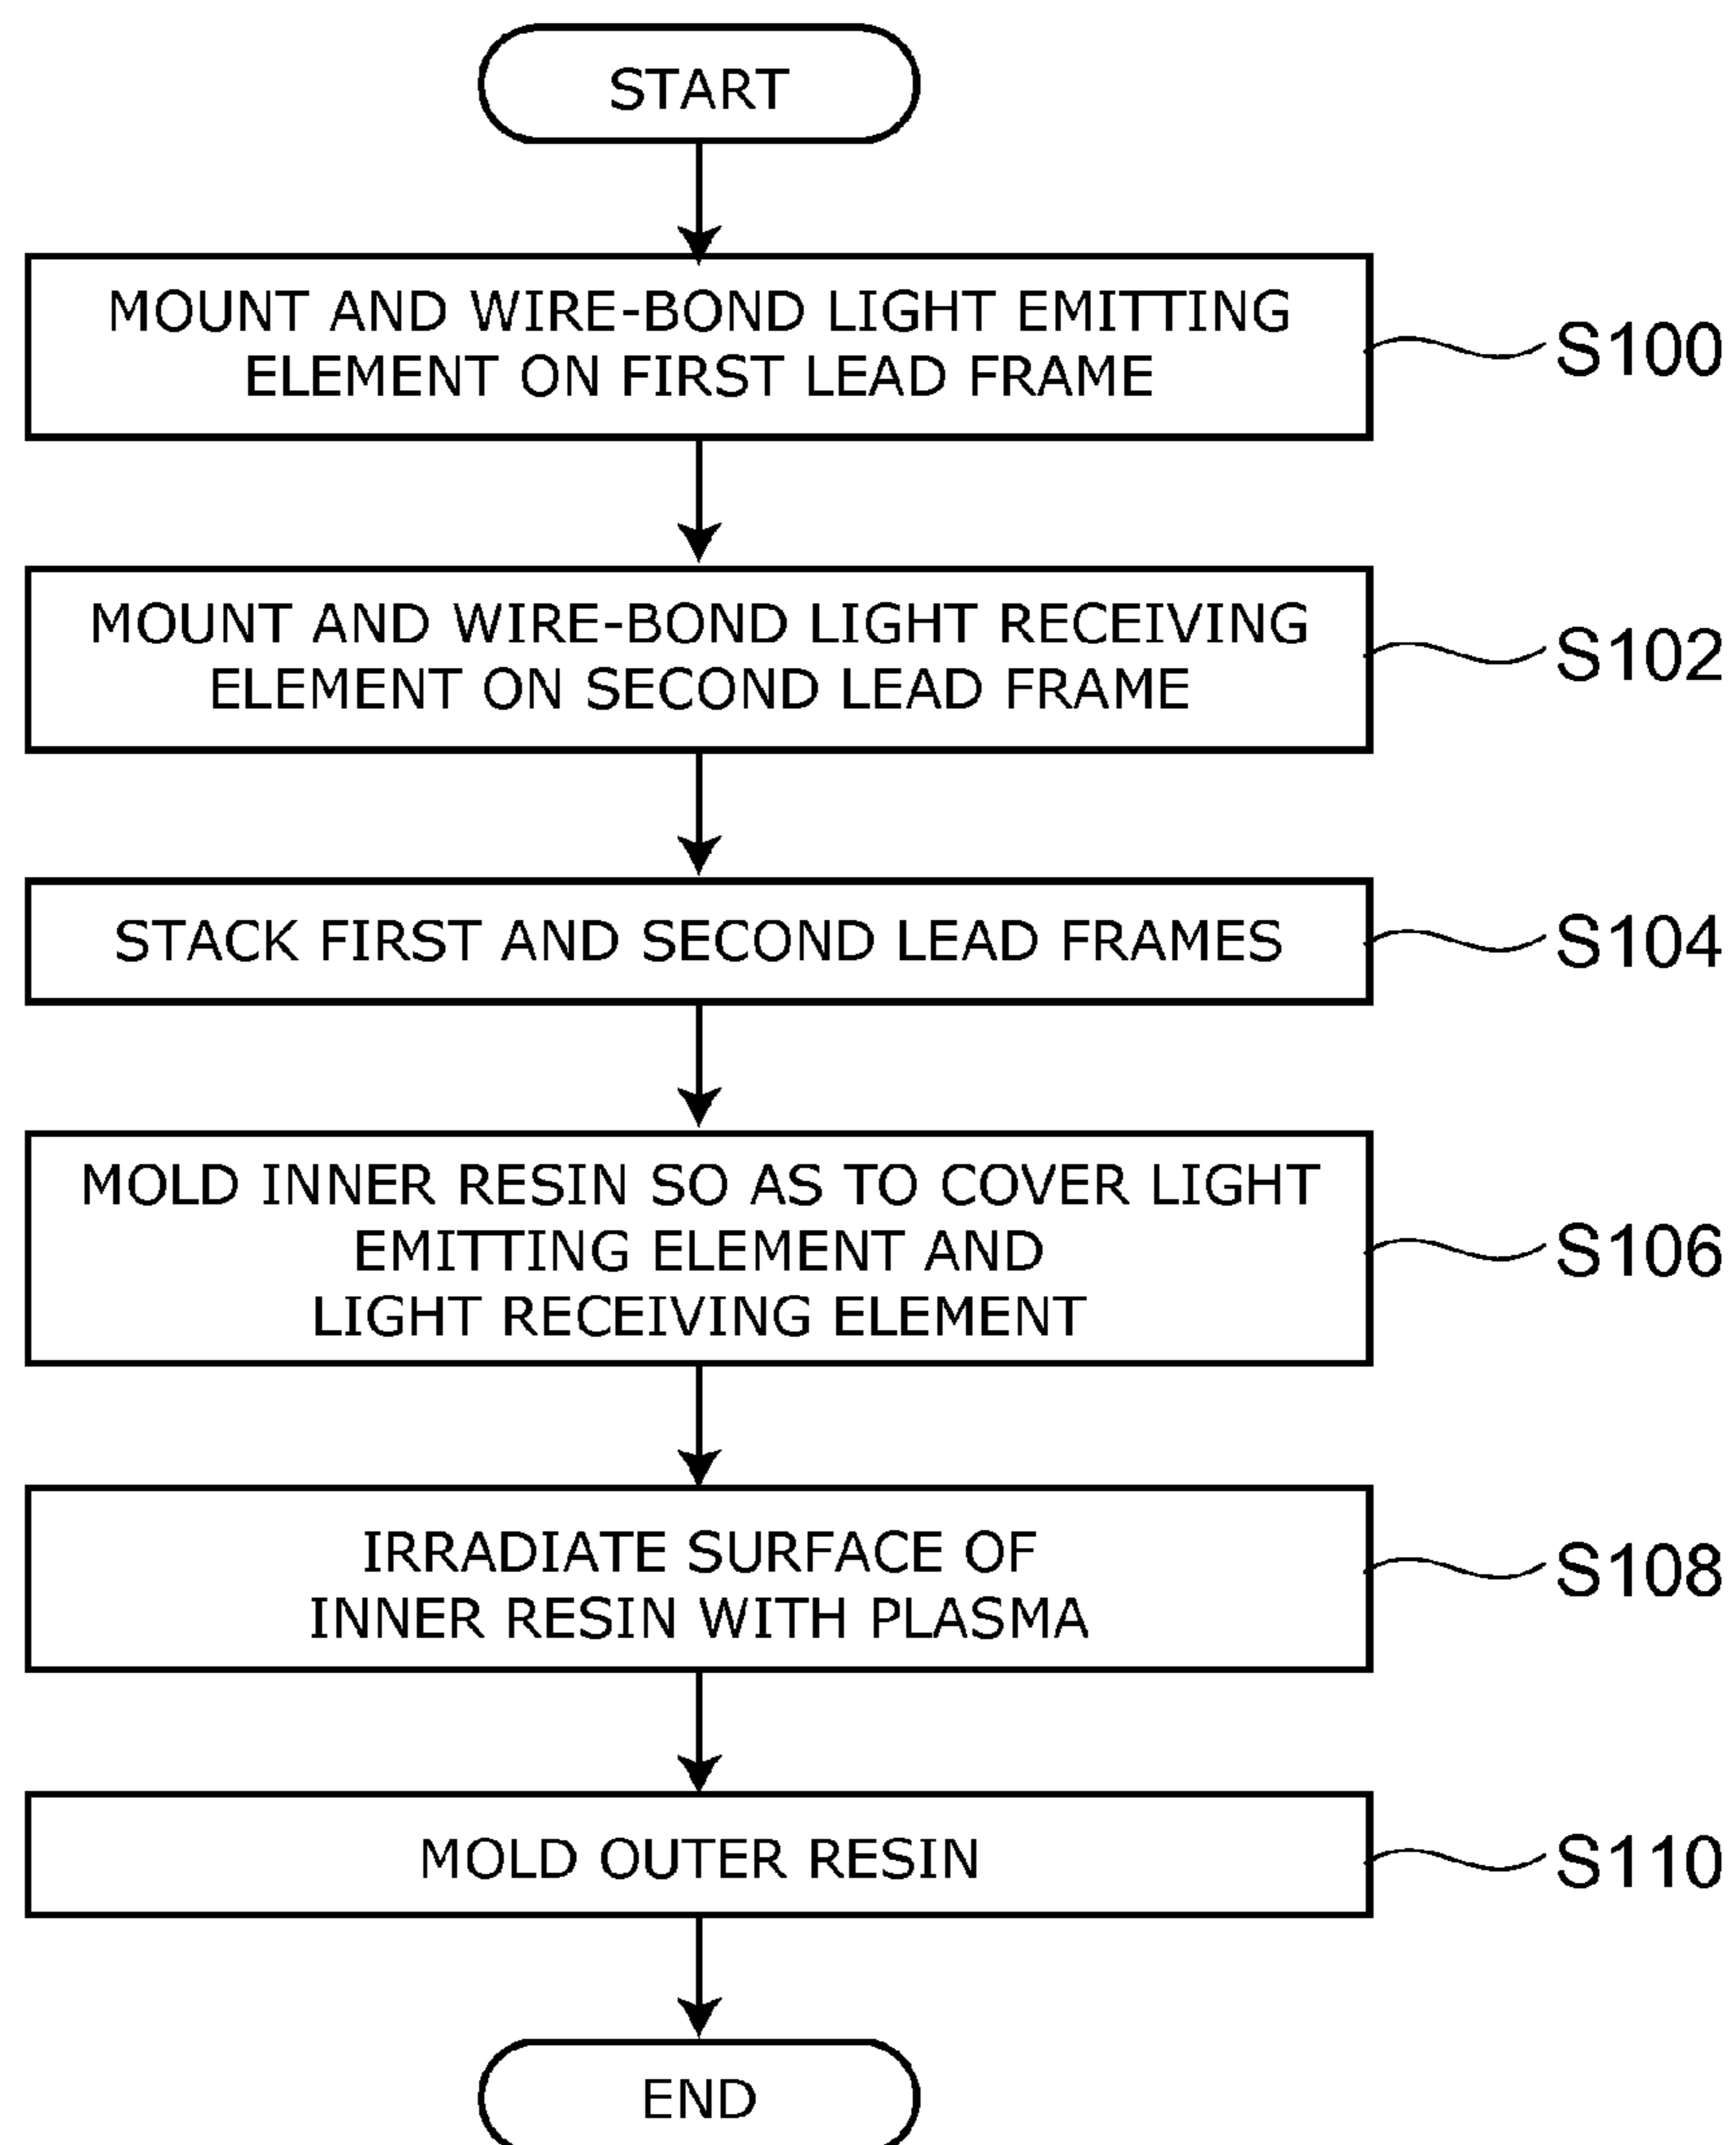 START
MOUNT AND WIRE-BOND LIGHT EMITTING
ELEMENT ON FIRST LEAD FRAME
S100
MOUNT AND WIRE-BOND LIGHT RECEIVING
ELEMENT ON SECOND LEAD FRAME
S102
STACK FIRST AND SECOND LEAD FRAMES
S104
MOLD INNER RESIN SO AS TO COVER LIGHT
EMITTING ELEMENT AND
LIGHT RECEIVING ELEMENT
S106
IRRADIATE SURFACE OF
INNER RESIN WITH PLASMA
S108
MOLD OUTER RESIN
S110
END